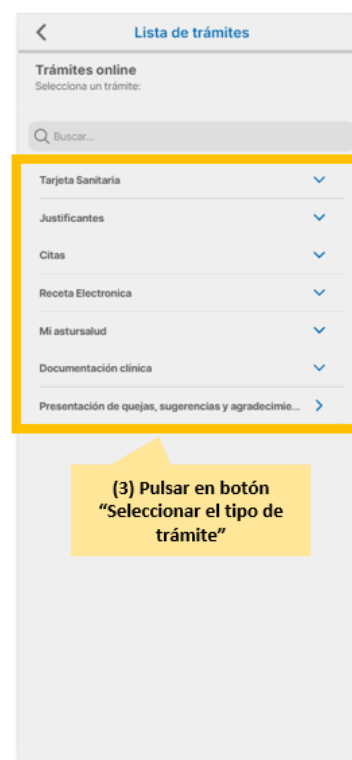 Lista de trámites
Trámites online
Selecciona un trámite:
Buscar...
Tarjeta Sanitaria
Justificantes
Citas
Receta Electronica
Mi astursalud
Documentación clínica
Presentación de quejas, sugerencias y agradecimie...
(3) Pulsar en botón
“Seleccionar el tipo de
trámite”